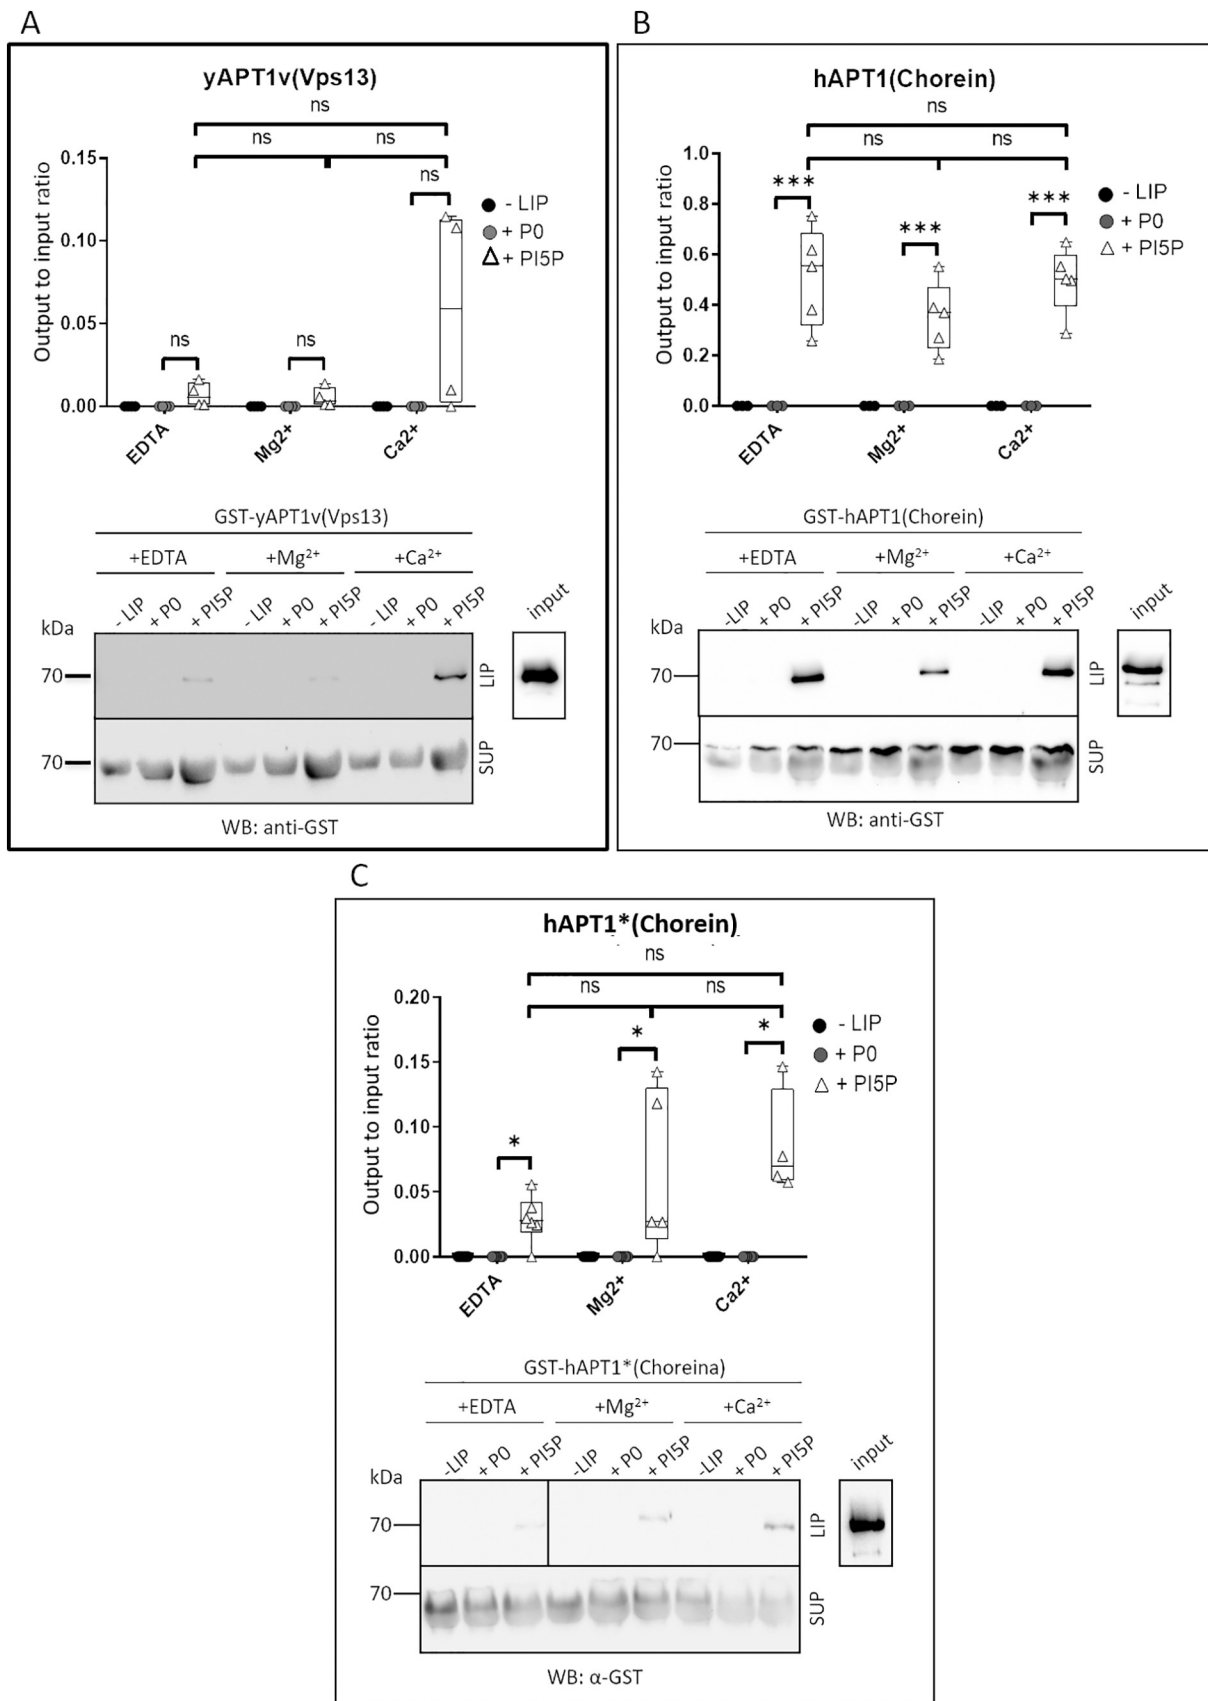 A
yAPT1v(Vps13)
ns
ns
ns
ns
ns
ns
0.15
0.10
0.05
0.00
Output to input ratio
EDTA
Mg2+
Ca2+
- LIP
+ P0
+ PI5P
GST-yAPT1v(Vps13)
+EDTA +Mg²⁺ +Ca²⁺
- LIP + P0 + PI5P - LIP + P0 + PI5P - LIP + P0 + PI5P input
kDa
70
LIP
70
SUP
WB: anti-GST
B
hAPT1(Chorein)
ns
ns
ns
***
***
***
1.0
0.8
0.6
0.4
0.2
0.0
Output to input ratio
EDTA
Mg2+
Ca2+
- LIP
+ P0
+ PI5P
GST-hAPT1(Chorein)
+EDTA +Mg²⁺ +Ca²⁺
-LIP + P0 + PI5P -LIP + P0 + PI5P -LIP + P0 + PI5P input
kDa
70
LIP
70
SUP
WB: anti-GST
C
hAPT1*(Chorein)
ns
ns
ns
*
*
*
0.20
0.15
0.10
0.05
0.00
Output to input ratio
EDTA
Mg2+
Ca2+
- LIP
+ P0
+ PI5P
GST-hAPT1*(Choreina)
+EDTA +Mg²⁺ +Ca²⁺
-LIP + P0 + PI5P -LIP + P0 + PI5P -LIP + P0 + PI5P input
kDa
70
LIP
70
SUP
WB: α-GST